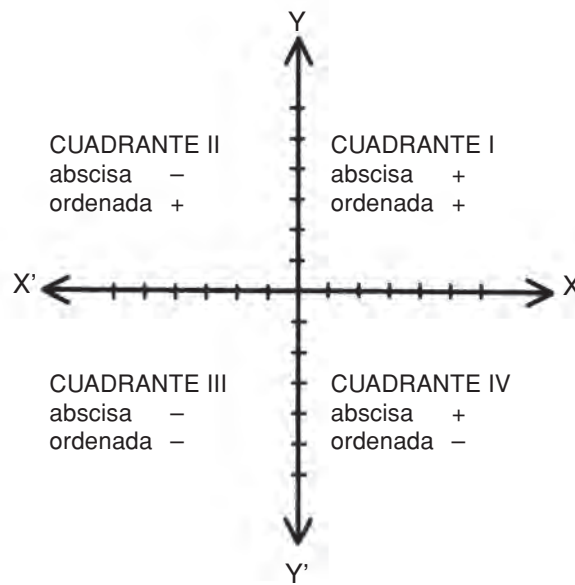 Y
CUADRANTE II
abscisa –
ordenada +
CUADRANTE I
abscisa +
ordenada +
X'
X
CUADRANTE III
abscisa –
ordenada –
CUADRANTE IV
abscisa +
ordenada –
Y'